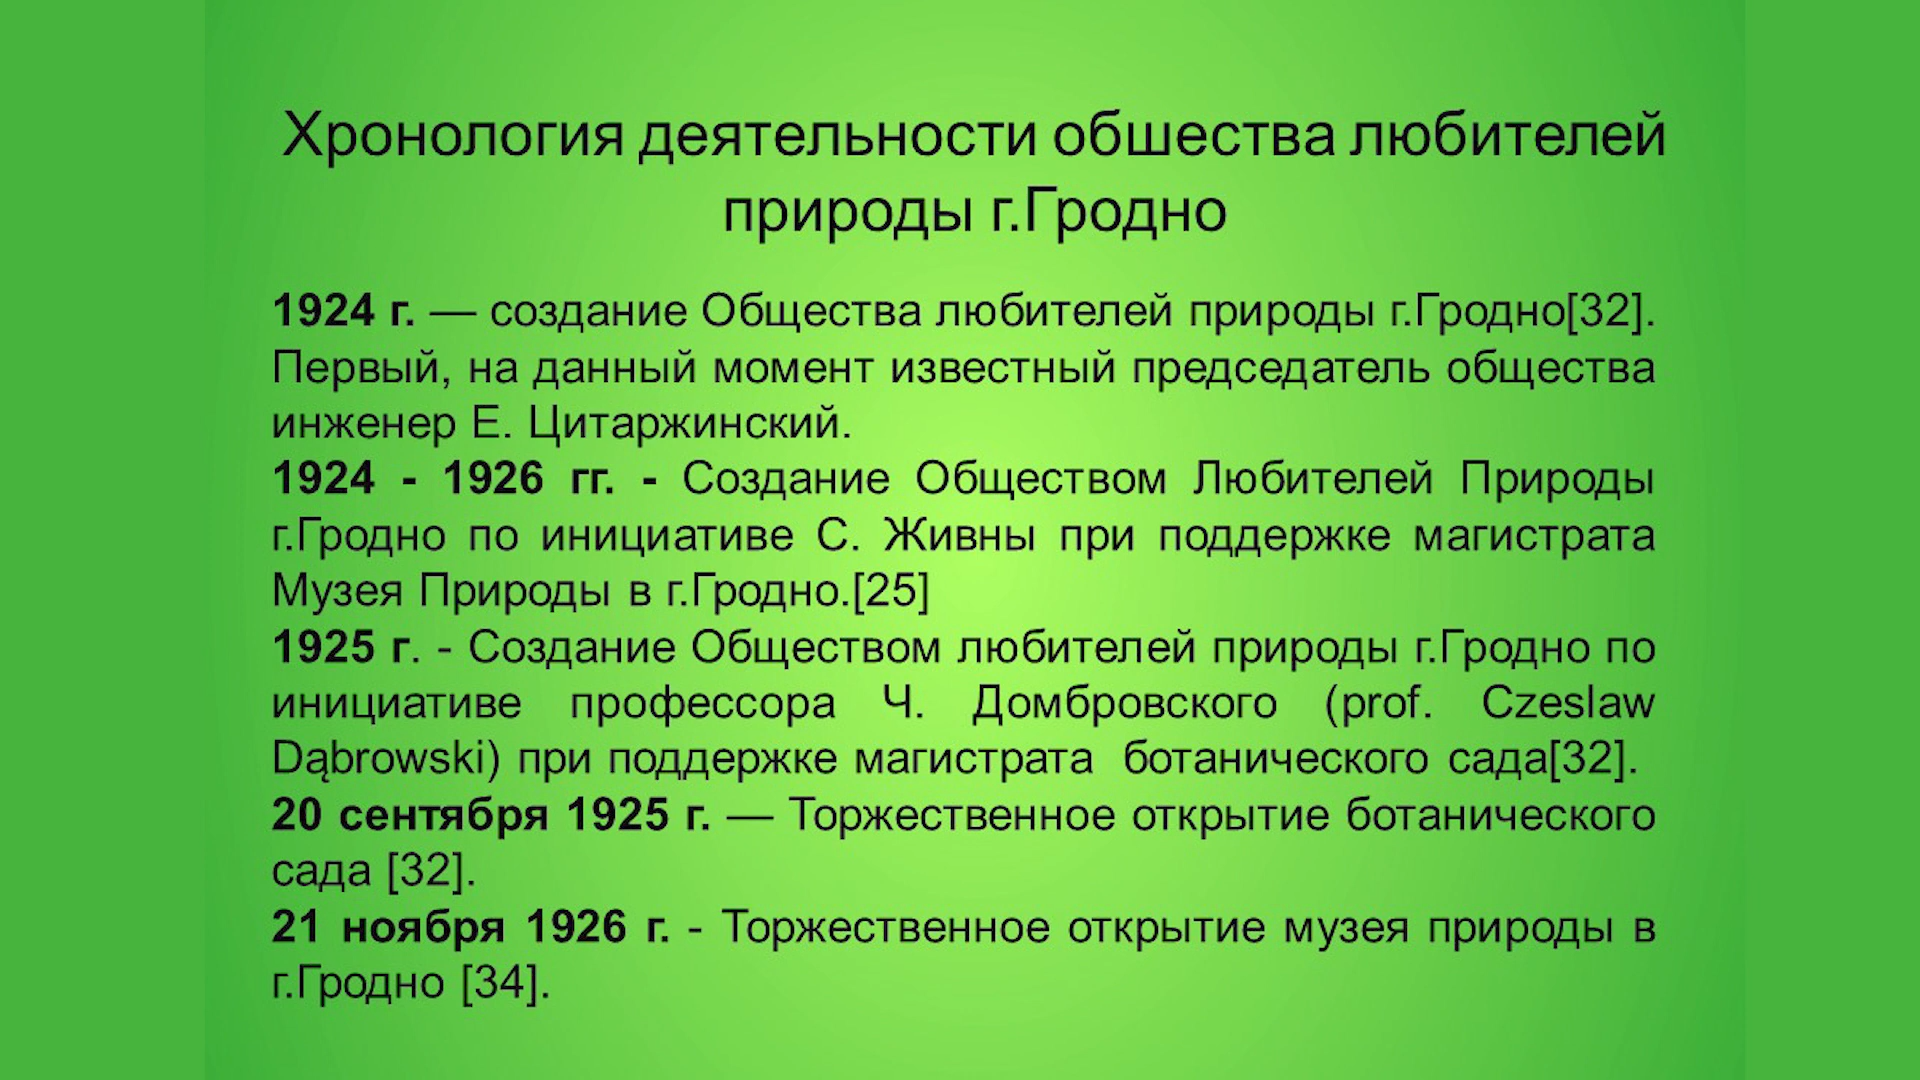 Хронология деятельности обшества любителей
природы г.Гродно
1924 г. — создание Общества любителей природы г.Гродно[32].
Первый, на данный момент известный председатель общества
инженер Е. Цитаржинский.
1924 - 1926 гг. - Создание Обществом Любителей Природы
г.Гродно по инициативе С. Живны при поддержке магистрата
Музея Природы в г.Гродно.[25]
1925 г. - Создание Обществом любителей природы г.Гродно по
инициативе профессора Ч. Домбровского (prof. Czeslaw
Dąbrowski) при поддержке магистрата ботанического сада[32].
20 сентября 1925 г. — Торжественное открытие ботанического
сада [32].
21 ноября 1926 г. - Торжественное открытие музея природы в
г.Гродно [34].